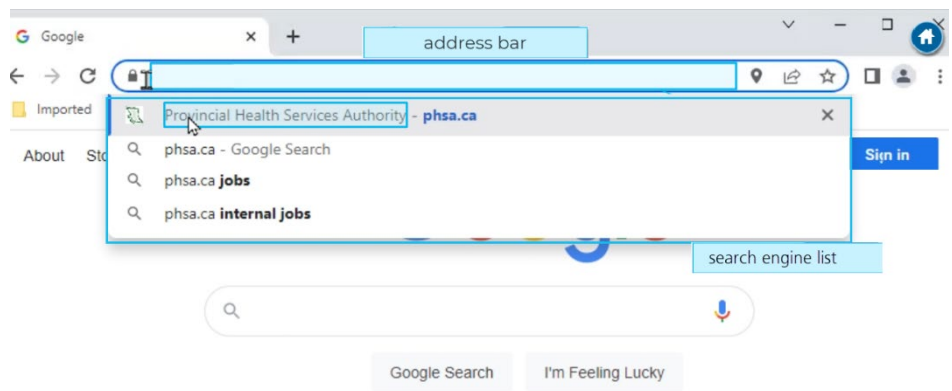 Google
address bar
Imported
Provincial Health Services Authority - phsa.ca
About
Sto
phsa.ca - Google Search
Sign in
phsa.ca jobs
phsa.ca internal jobs
search engine list
Google Search
I'm Feeling Lucky